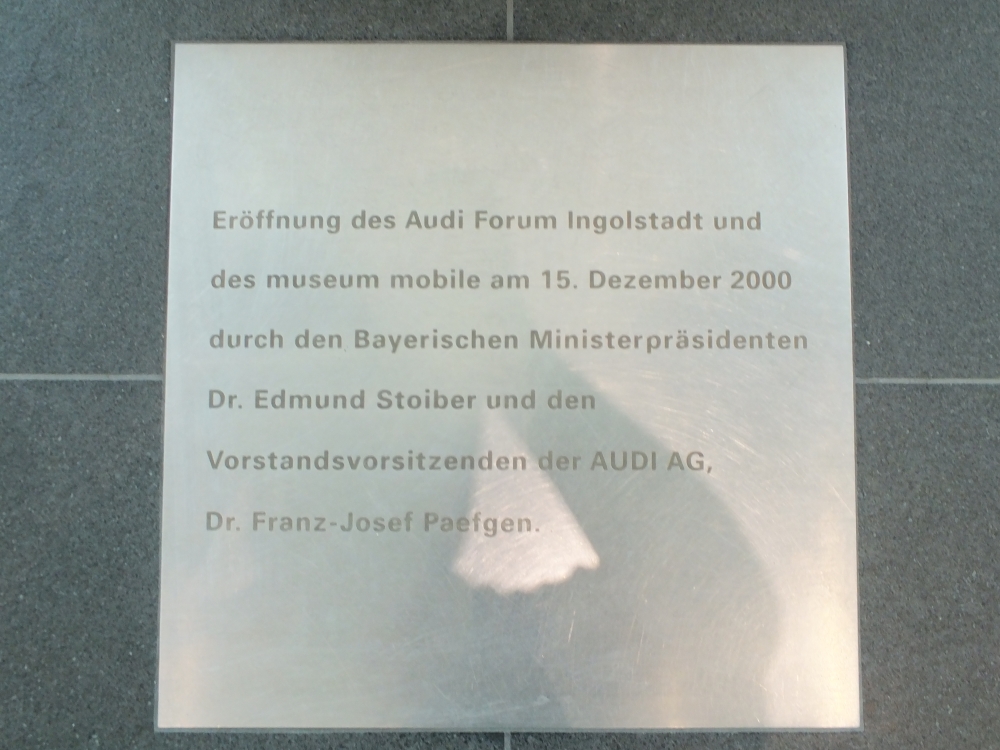 Eröffnung des Audi Forum Ingolstadt und
des museum mobile am 15. Dezember 2000
durch den Bayerischen Ministerpräsidenten
Dr. Edmund Stoiber und den
Vorstandsvorsitzenden der AUDI AG,
Dr. Franz-Josef Paefgen.